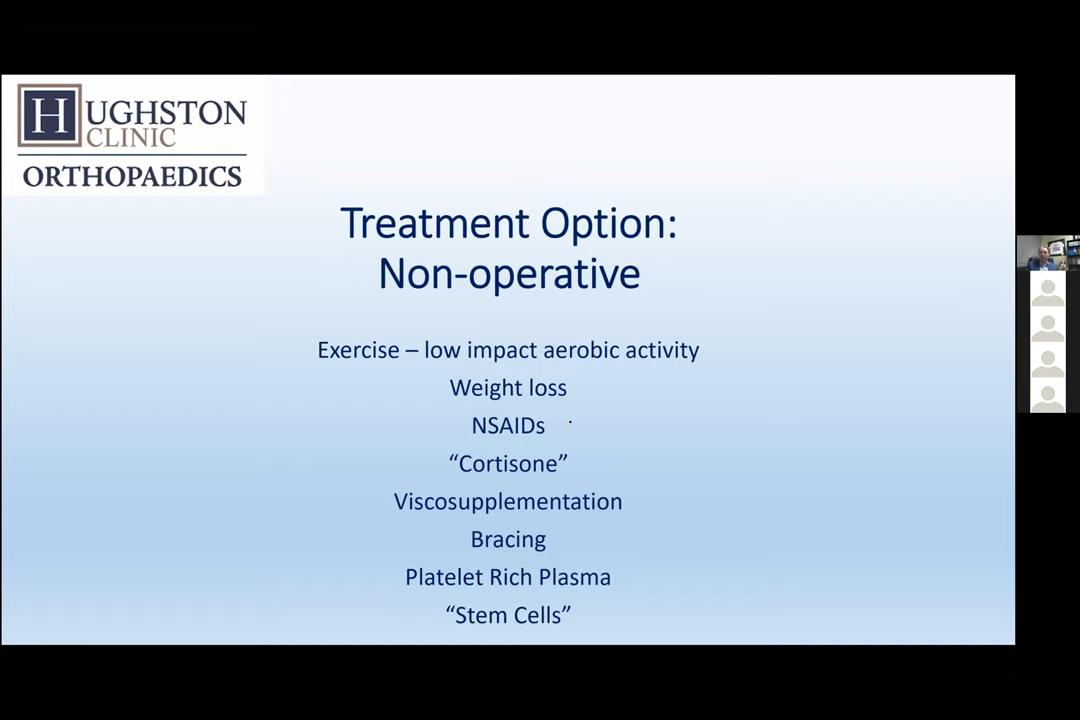 HUGHSTON
CLINIC
ORTHOPAEDICS
Treatment Option:
Non-operative
Exercise – low impact aerobic activity
Weight loss
NSAIDs
“Cortisone”
Viscosupplementation
Bracing
Platelet Rich Plasma
“Stem Cells”